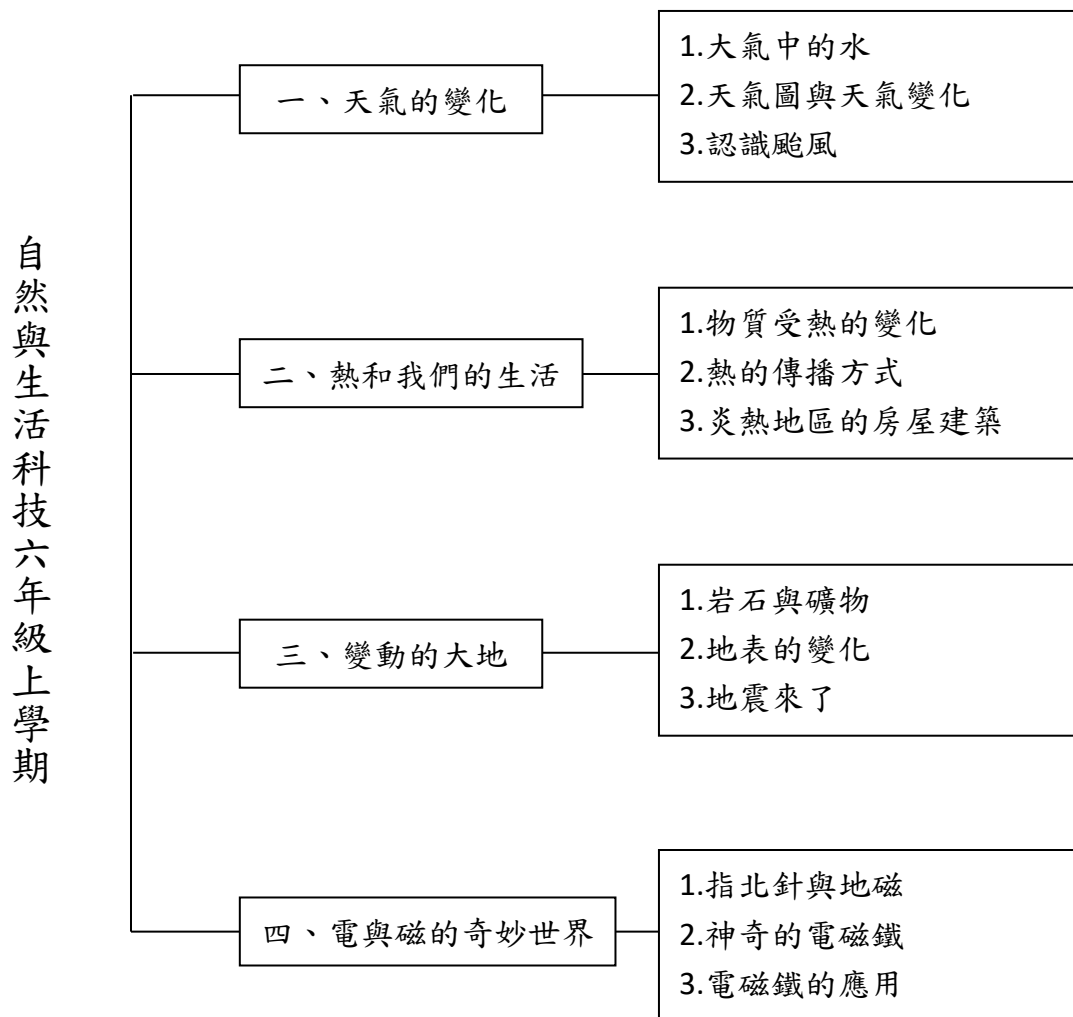 自然與生活科技六年級上學期
一、天氣的變化
1.大氣中的水
2.天氣圖與天氣變化
3.認識颱風
二、熱和我們的生活
1.物質受熱的變化
2.熱的傳播方式
3.炎熱地區的房屋建築
三、變動的大地
1.岩石與礦物
2.地表的變化
3.地震來了
四、電與磁的奇妙世界
1.指北針與地磁
2.神奇的電磁鐵
3.電磁鐵的應用